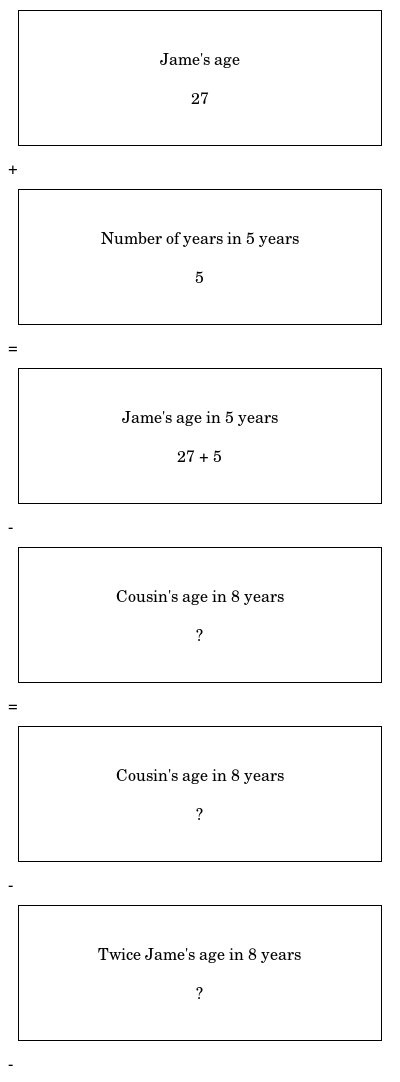 Jame's age
27
+
Number of years in 5 years
5
=
Jame's age in 5 years
27 + 5
-
Cousin's age in 8 years
?
=
Cousin's age in 8 years
?
-
Twice Jame's age in 8 years
?
-